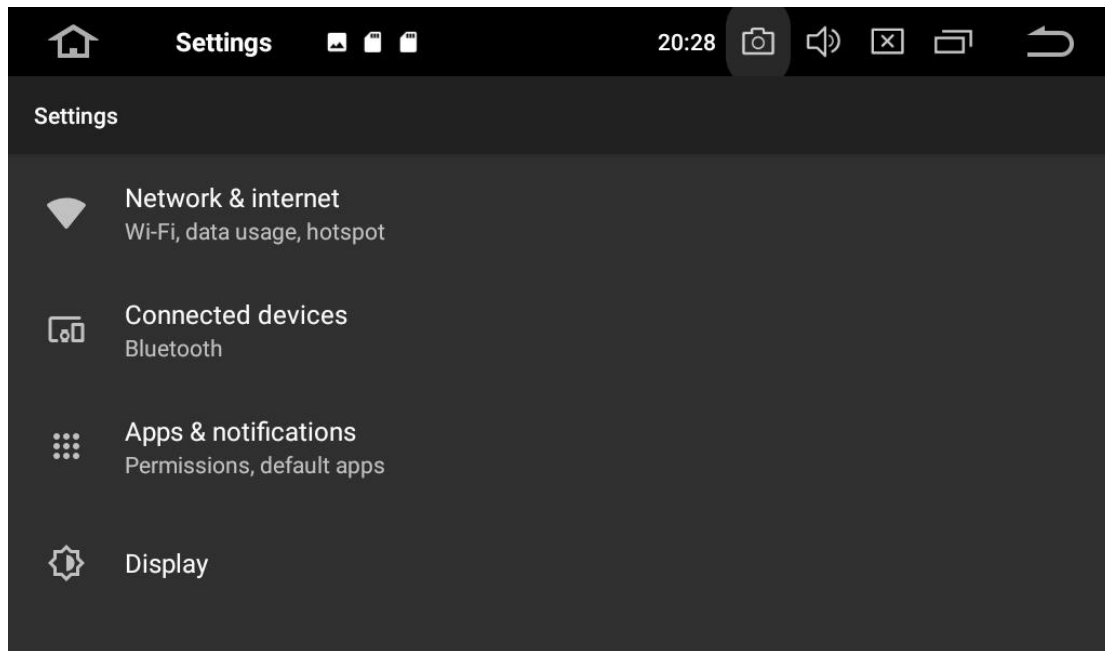 Settings
20:28
Settings
Network & internet
Wi-Fi, data usage, hotspot
Connected devices
Bluetooth
Apps & notifications
Permissions, default apps
Display